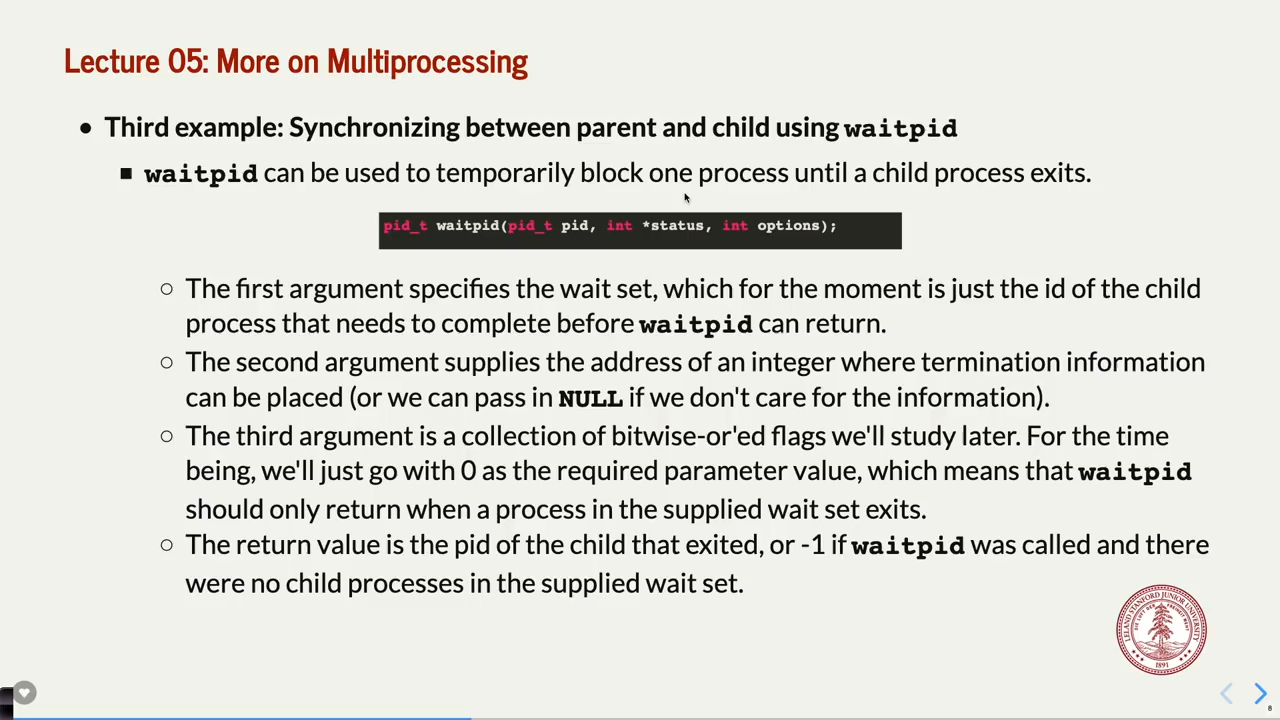 Lecture 05: More on Multiprocessing
Third example: Synchronizing between parent and child using waitpid
waitpid can be used to temporarily block one process until a child process exits.
pid_t waitpid(pid_t pid, int *status, int options);
The first argument specifies the wait set, which for the moment is just the id of the child
process that needs to complete before waitpid can return.
The second argument supplies the address of an integer where termination information
can be placed (or we can pass in NULL if we don't care for the information).
The third argument is a collection of bitwise-or'ed flags we'll study later. For the time
being, we'll just go with 0 as the required parameter value, which means that waitpid
should only return when a process in the supplied wait set exits.
The return value is the pid of the child that exited, or -1 if waitpid was called and there
were no child processes in the supplied wait set.
LELAND STANFORD JUNIOR UNIVERSITY
1891
8